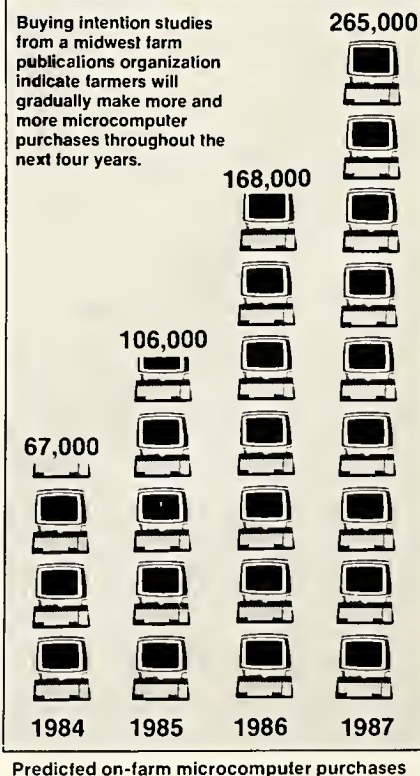 Buying intention studies
from a midwest farm
publications organization
indicate farmers will
gradually make more and
more microcomputer
purchases throughout the
next four years.
265,000
168,000
106,000
67,000
1984 1985 1986 1987
Predicted on-farm microcomputer purchases